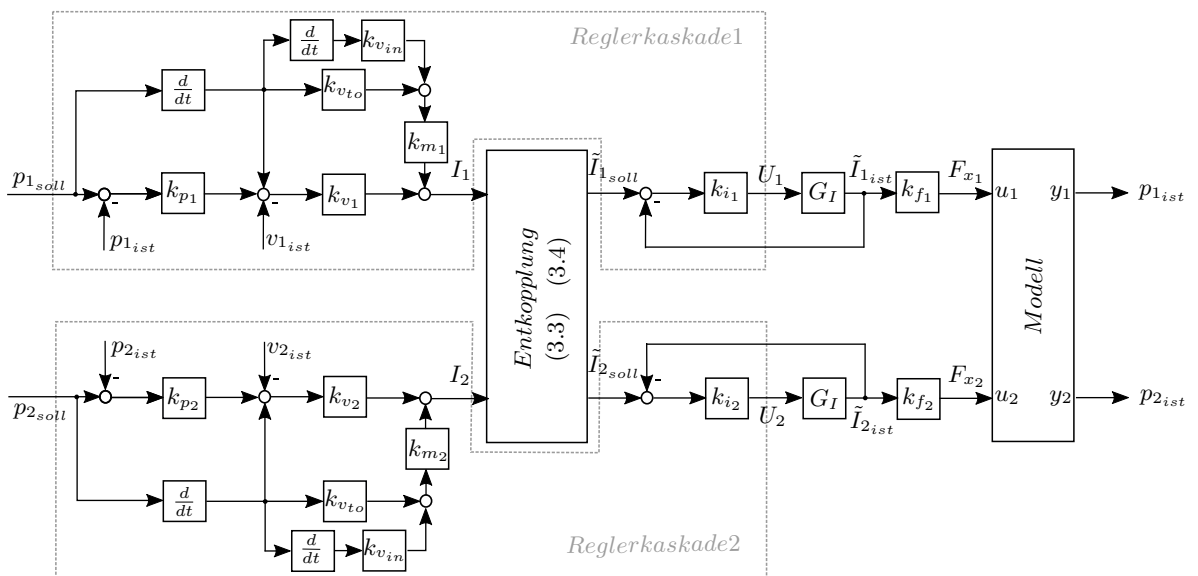 Reglerkaskade1
d/dt k_{v_{in}}
d/dt k_{v_{to}}
k_{m_1}
p_{1_{soll}} - k_{p_1} - k_{v_1} I_1 Ĩ_{1_{soll}} - k_{i_1} U_1 G_I Ĩ_{1_{ist}} k_{f_1} F_{x_1} u_1 y_1 p_{1_{ist}}
p_{1_{ist}} v_{1_{ist}}
Entkopplung
(3.3) (3.4)
Modell
p_{2_{ist}} v_{2_{ist}}
p_{2_{soll}} - k_{p_2} - k_{v_2} I_2 Ĩ_{2_{soll}} - k_{i_2} U_2 G_I Ĩ_{2_{ist}} k_{f_2} F_{x_2} u_2 y_2 p_{2_{ist}}
k_{m_2}
d/dt k_{v_{to}}
d/dt k_{v_{in}}
Reglerkaskade2